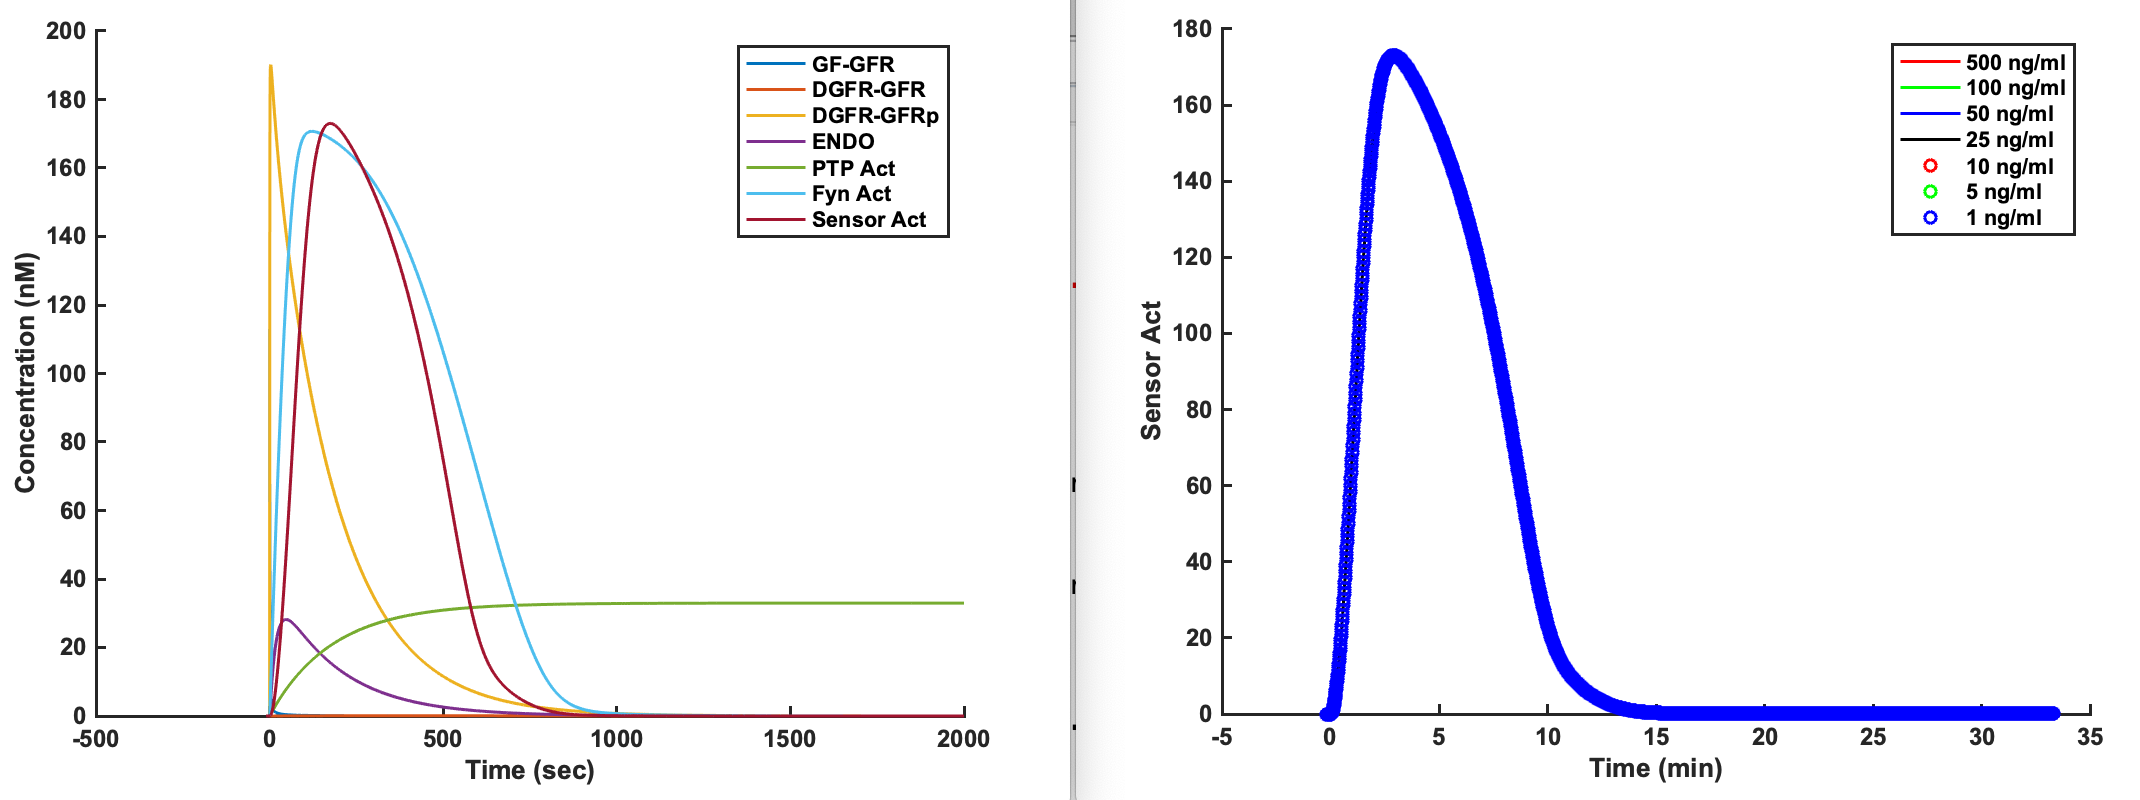 200
180
160
140
120
100
80
60
40
20
0
Concentration (nM)
-500
0
500
1000
1500
2000
Time (sec)
GF-GFR
DGFR-GFR
DGFR-GFRp
ENDO
PTP Act
Fyn Act
Sensor Act
180
160
140
120
100
80
60
40
20
0
Sensor Act
-5
0
5
10
15
20
25
30
35
Time (min)
500 ng/ml
100 ng/ml
50 ng/ml
25 ng/ml
10 ng/ml
5 ng/ml
1 ng/ml